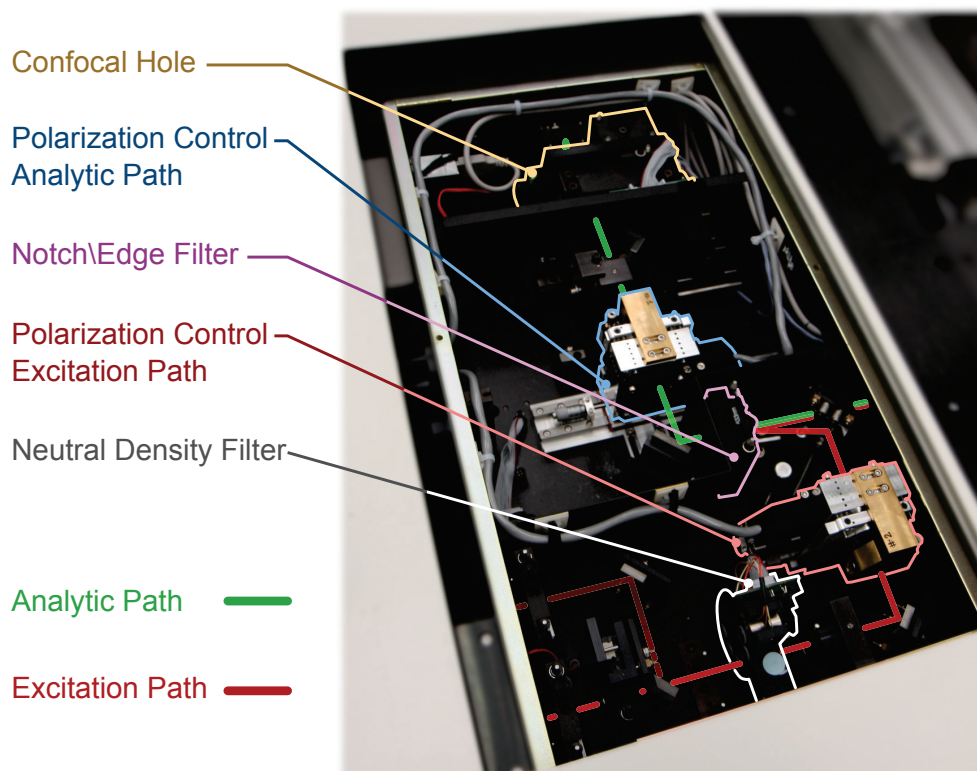 Confocal Hole
Polarization Control
Analytic Path
Notch\Edge Filter
Polarization Control
Excitation Path
Neutral Density Filter
Analytic Path
Excitation Path
#2